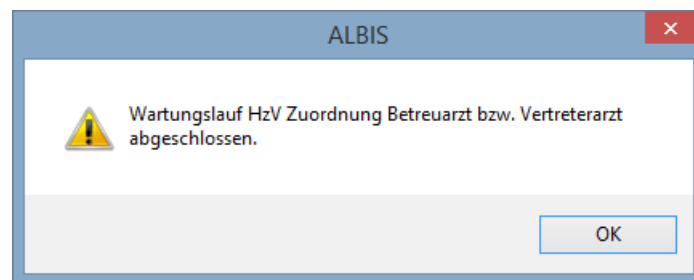 ALBIS
Wartungslauf HzV Zuordnung Betreuarzt bzw. Vertreterarzt
abgeschlossen.
OK